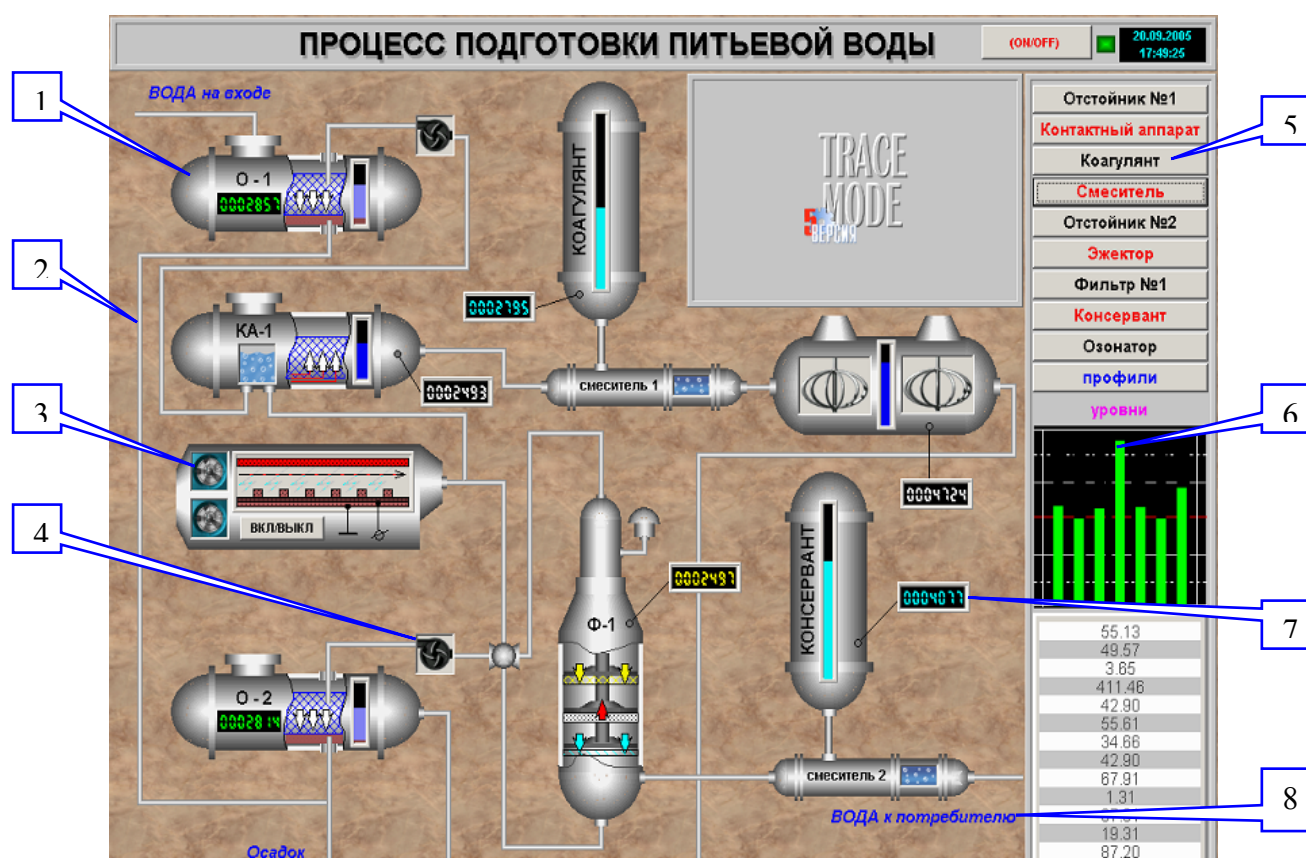 ПРОЦЕСС ПОДГОТОВКИ ПИТЬЕВОЙ ВОДЫ
(ON/OFF)
20.09.2005
17:49:25
1
2
3
4
ВОДА на входе
О - 1
0002857
КОАГУЛЯНТ
0002795
TRACE
MODE
5
ВЕРСИЯ
КА-1
0002493
смеситель 1
0004724
ВКЛ/ВЫКЛ
Ф-1
0002497
КОНСЕРВАНТ
0004077
О - 2
0002814
смеситель 2
ВОДА к потребителю
Осадок
Отстойник №1
Контактный аппарат
Коагулянт
Смеситель
Отстойник №2
Эжектор
Фильтр №1
Консервант
Озонатор
профили
уровни
55.13
49.57
3.65
411.46
42.90
55.61
34.66
42.90
67.91
1.31
19.31
87.20
5
6
7
8